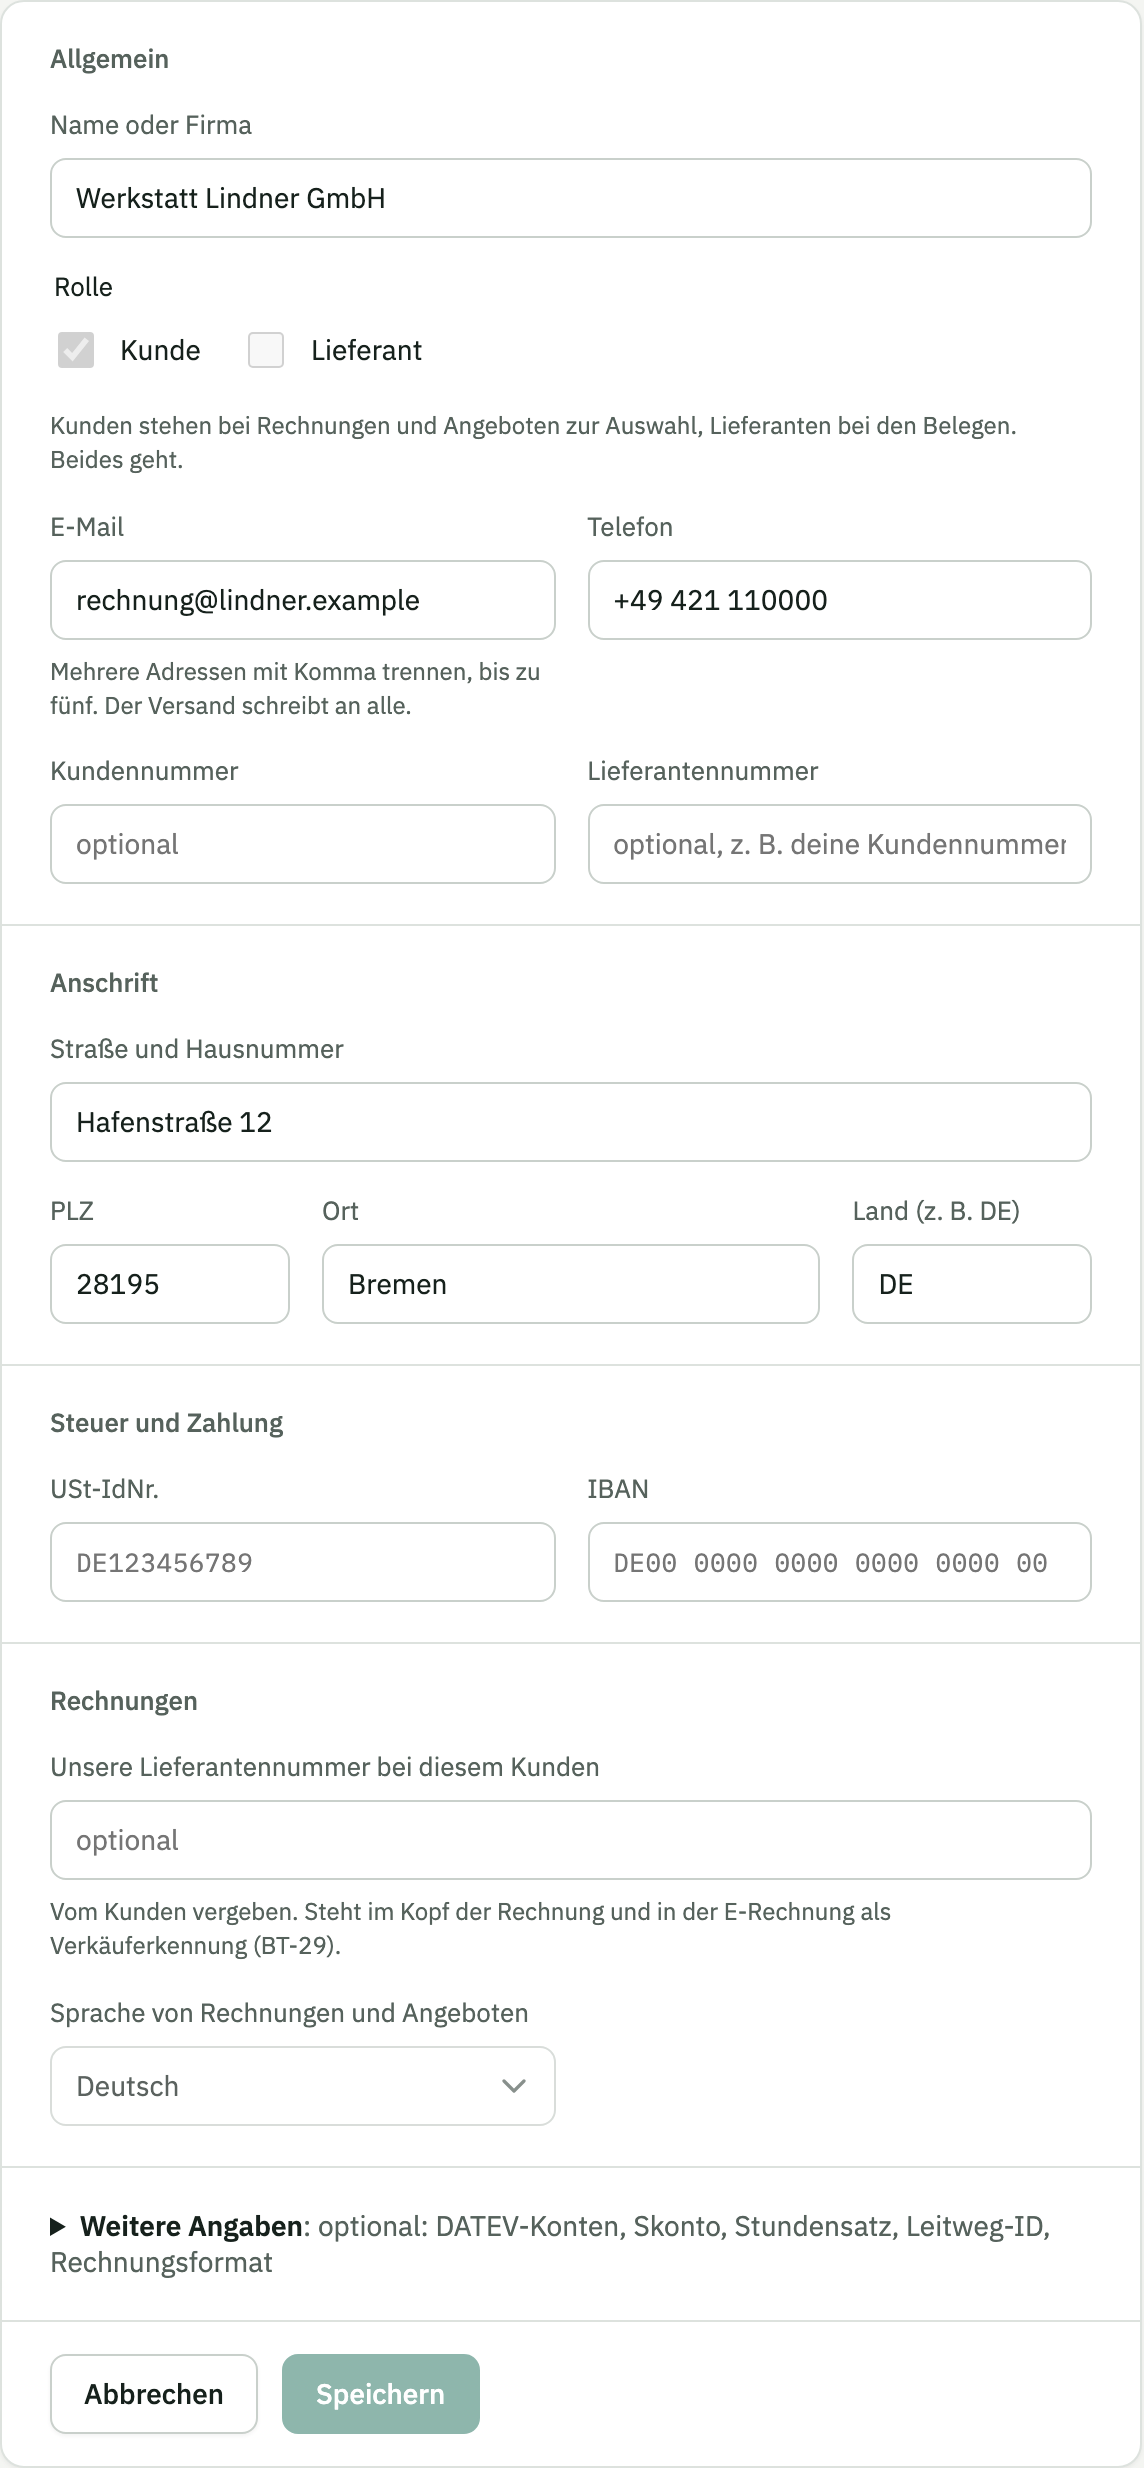 Allgemein
Name oder Firma
Werkstatt Lindner GmbH
Rolle
Kunde
Lieferant
Kunden stehen bei Rechnungen und Angeboten zur Auswahl, Lieferanten bei den Belegen.
Beides geht.
E-Mail
Telefon
rechnung@lindner.example
+49 421 110000
Mehrere Adressen mit Komma trennen, bis zu
fünf. Der Versand schreibt an alle.
Kundennummer
Lieferantennummer
optional
optional, z. B. deine Kundennummer
Anschrift
Straße und Hausnummer
Hafenstraße 12
PLZ
Ort
Land (z. B. DE)
28195
Bremen
DE
Steuer und Zahlung
USt-IdNr.
IBAN
DE123456789
DE00 0000 0000 0000 0000 00
Rechnungen
Unsere Lieferantennummer bei diesem Kunden
optional
Vom Kunden vergeben. Steht im Kopf der Rechnung und in der E-Rechnung als
Verkäuferkennung (BT-29).
Sprache von Rechnungen und Angeboten
Deutsch
Weitere Angaben: optional: DATEV-Konten, Skonto, Stundensatz, Leitweg-ID,
Rechnungsformat
Abbrechen
Speichern